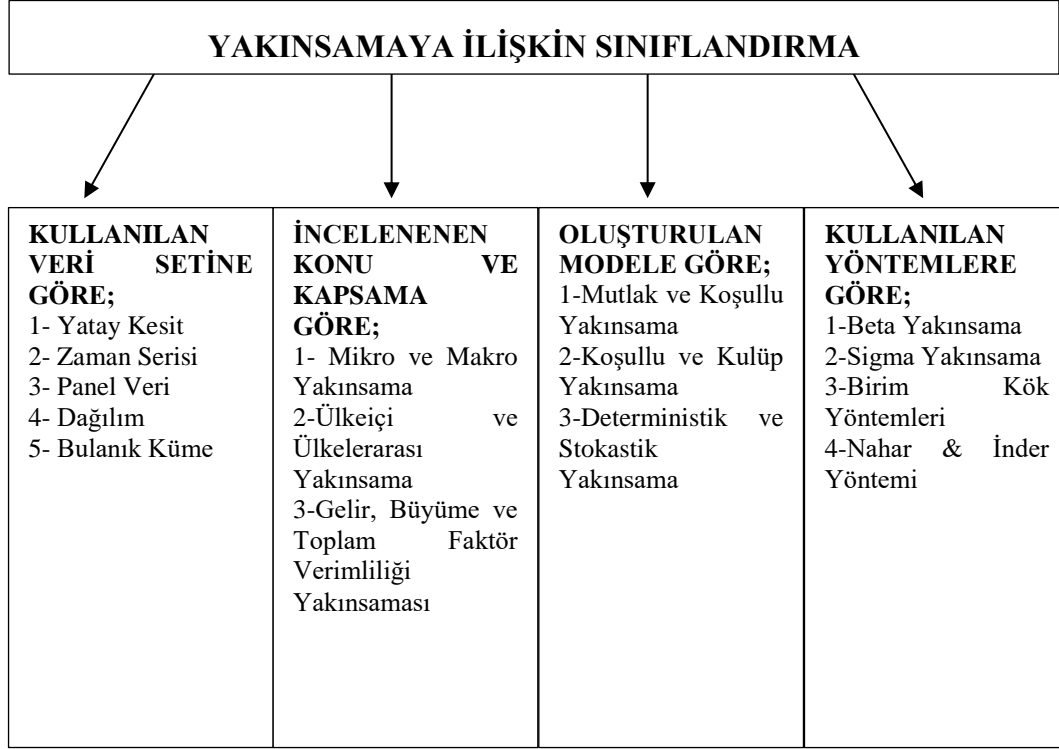 YAKINSAMAYA İLİŞKİN SINIFLANDIRMA
KULLANILAN
VERİ SETİNE
GÖRE;
1- Yatay Kesit
2- Zaman Serisi
3- Panel Veri
4- Dağılım
5- Bulanık Küme
İNCELENENEN
KONU VE
KAPSAMA
GÖRE;
1- Mikro ve Makro
Yakınsama
2-Ülkeiçi ve
Ülkelerarası
Yakınsama
3-Gelir, Büyüme ve
Toplam Faktör
Verimliliği
Yakınsaması
OLUŞTURULAN
MODELE GÖRE;
1-Mutlak ve Koşullu
Yakınsama
2-Koşullu ve Kulüp
Yakınsama
3-Deterministik ve
Stokastik
Yakınsama
KULLANILAN
YÖNTEMLERE
GÖRE;
1-Beta Yakınsama
2-Sigma Yakınsama
3-Birim Kök
Yöntemleri
4-Nahar & İnder
Yöntemi